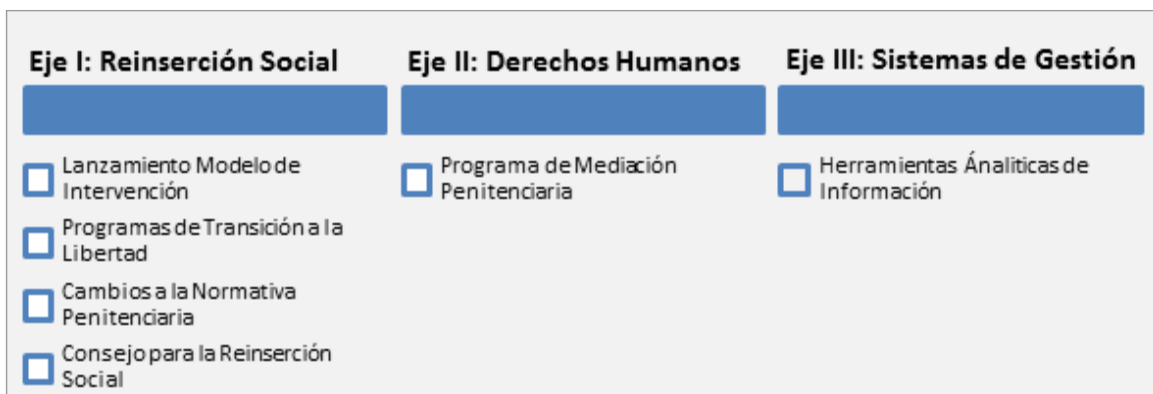 Eje I: Reinserción Social
Lanzamiento Modelo de
Intervención
Programas de Transición a la
Libertad
Cambios a la Normativa
Penitenciaria
Consejo para la Reinserción
Social
Eje II: Derechos Humanos
Programa de Mediación
Penitenciaria
Eje III: Sistemas de Gestión
Herramientas Ánaliticas de
Información